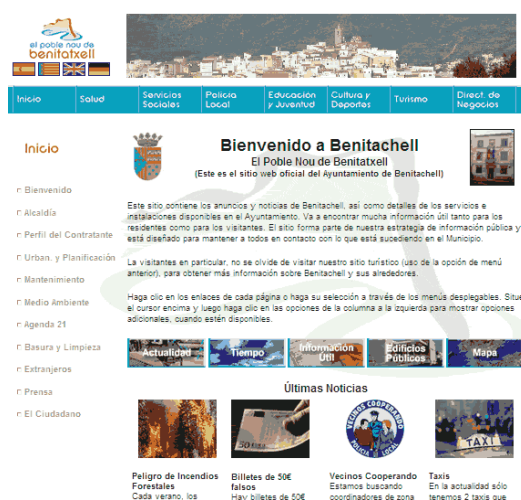 el poble nou de
benitatxell
Inicio
Salud
Servicios
Sociales
Policía
Local
Educación
y Juventud
Cultura y
Deportes
Turismo
Direct. de
Negocios
Inicio
Bienvenido
Alcaldía
Perfil del Contratante
Urban. y Planificación
Mantenimiento
Medio Ambiente
Agenda 21
Basura y Limpieza
Extranjeros
Prensa
El Ciudadano
Bienvenido a Benitachell
El Poble Nou de Benitatxell
(Este es el sitio web oficial del Ayuntamiento de Benitachell)
Este sitio contiene los anuncios y noticias de Benitachell, así como detalles de los servicios e
instalaciones disponibles en el Ayuntamiento. Va a encontrar mucha información útil tanto para los
residentes como para los visitantes. El sitio forma parte de nuestra estrategia de información pública y
está diseñado para mantener a todos en contacto con lo que está sucediendo en el Municipio.
La visitantes en particular, no se olvide de visitar nuestro sitio turístico (uso de la opción de menú
anterior), para obtener más información sobre Benitachell y sus alrededores.
Haga clic en los enlaces de cada página o haga su selección a través de los menús desplegables. Situe
el cursor encima y luego haga clic en las opciones de la columna a la izquierda para mostrar opciones
adicionales, cuando estén disponibles.
Actualidad
Tiempo
Información
Útil
Edificios
Públicos
Mapa
Últimas Noticias
50 EURO
VECINOS COOPERANDO
POLICIA LOCAL
TAXI
Peligro de Incendios
Forestales
Cada verano, los
Billetes de 50€
falsos
Hay billetes de 50€
Vecinos Cooperando
Estamos buscando
coordinadores de zona
Taxis
En la actualidad sólo
tenemos 2 taxis que